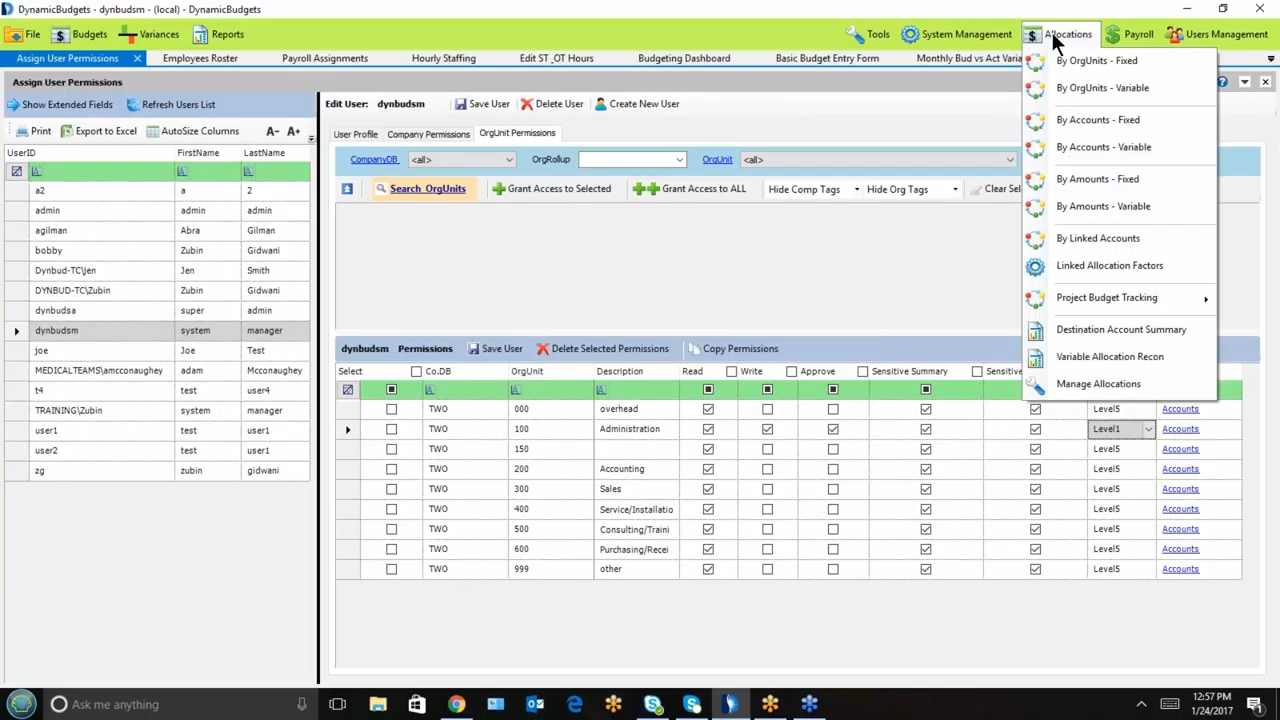 DynamicBudgets - dynbudsm - (local) - DynamicBudgets
File Budgets Variances Reports Tools System Management Allocations Payroll Users Management
Assign User Permissions Employees Roster Payroll Assignments Hourly Staffing Edit ST _OT Hours Budgeting Dashboard Basic Budget Entry Form Monthly Bud vs Act Varia
Assign User Permissions
Show Extended Fields Refresh Users List
Print Export to Excel AutoSize Columns A- A+
UserID FirstName LastName
a2 a 2
admin admin admin
agilman Abra Gilman
bobby Zubin Gidwani
Dynbud-TC\jen Jen Smith
DYNBUD-TC\Zubin Zubin Gidwani
dynbudsa super admin
dynbudsm system manager
joe Joe Test
MEDICALTEAMS\amcconaughey adam Mcconaughey
t4 test user4
TRAINING\Zubin system manager
user1 test user1
user2 test user1
zg zubin gidwani
Edit User: dynbudsm Save User Delete User Create New User
User Profile Company Permissions OrgUnit Permissions
CompanyDB <all> OrgRollup OrgUnit <all>
Search OrgUnits Grant Access to Selected Grant Access to ALL Hide Comp Tags Hide Org Tags Clear Sel
dynbudsm Permissions Save User Delete Selected Permissions Copy Permissions
Select Co.DB OrgUnit Description Read Write Approve Sensitive Summary Sensitive
TWO 000 overhead Level5 Accounts
TWO 100 Administration Level1 Accounts
TWO 150 Level5 Accounts
TWO 200 Accounting Level5 Accounts
TWO 300 Sales Level5 Accounts
TWO 400 Service/Installatio Level5 Accounts
TWO 500 Consulting/Traini Level5 Accounts
TWO 600 Purchasing/Recei Level5 Accounts
TWO 999 other Level5 Accounts
By OrgUnits - Fixed
By OrgUnits - Variable
By Accounts - Fixed
By Accounts - Variable
By Amounts - Fixed
By Amounts - Variable
By Linked Accounts
Linked Allocation Factors
Project Budget Tracking
Destination Account Summary
Variable Allocation Recon
Manage Allocations
Ask me anything
12:57 PM
1/24/2017